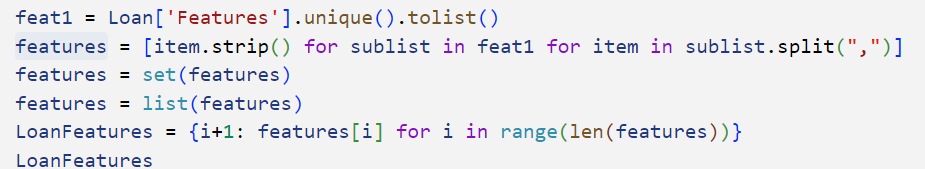 feat1 = Loan['Features'].unique().tolist()
features = [item.strip() for sublist in feat1 for item in sublist.split(",")]
features = set(features)
features = list(features)
LoanFeatures = {i+1: features[i] for i in range(len(features))}
LoanFeatures